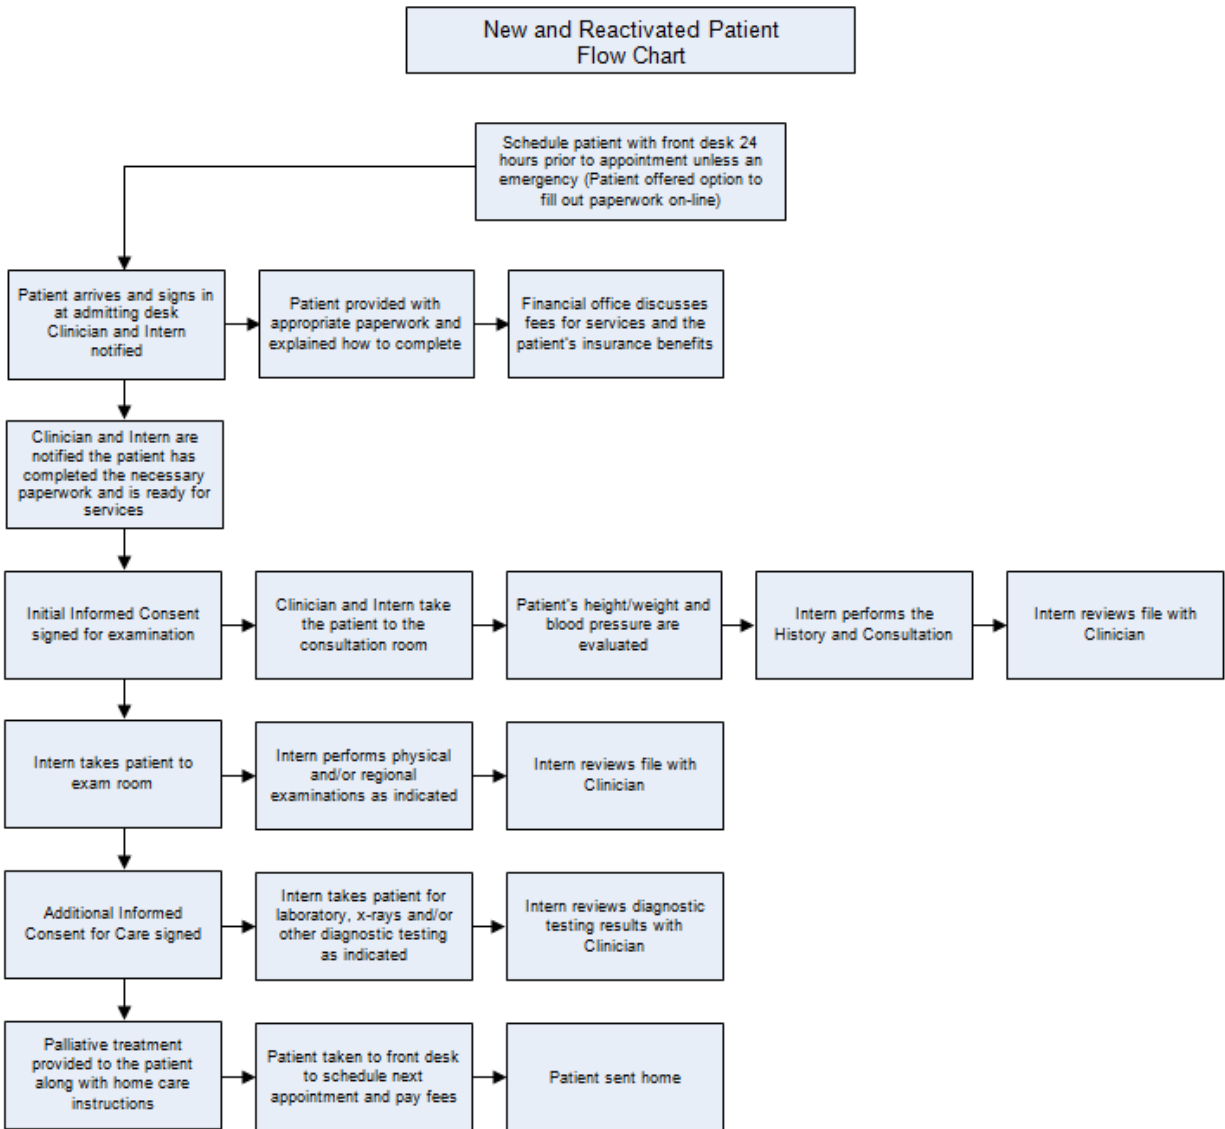 New and Reactivated Patient
Flow Chart
Schedule patient with front desk 24
hours prior to appointment unless an
emergency (Patient offered option to
fill out paperwork on-line)
Patient arrives and signs in
at admitting desk
Clinician and Intern
notified
Patient provided with
appropriate paperwork and
explained how to complete
Financial office discusses
fees for services and the
patient's insurance benefits
Clinician and Intern are
notified the patient has
completed the necessary
paperwork and is ready for
services
Initial Informed Consent
signed for examination
Clinician and Intern take
the patient to the
consultation room
Patient's height/weight and
blood pressure are
evaluated
Intern performs the
History and Consultation
Intern reviews file with
Clinician
Intern takes patient to
exam room
Intern performs physical
and/or regional
examinations as indicated
Intern reviews file with
Clinician
Additional Informed
Consent for Care signed
Intern takes patient for
laboratory, x-rays and/or
other diagnostic testing
as indicated
Intern reviews diagnostic
testing results with
Clinician
Palliative treatment
provided to the patient
along with home care
instructions
Patient taken to front desk
to schedule next
appointment and pay fees
Patient sent home